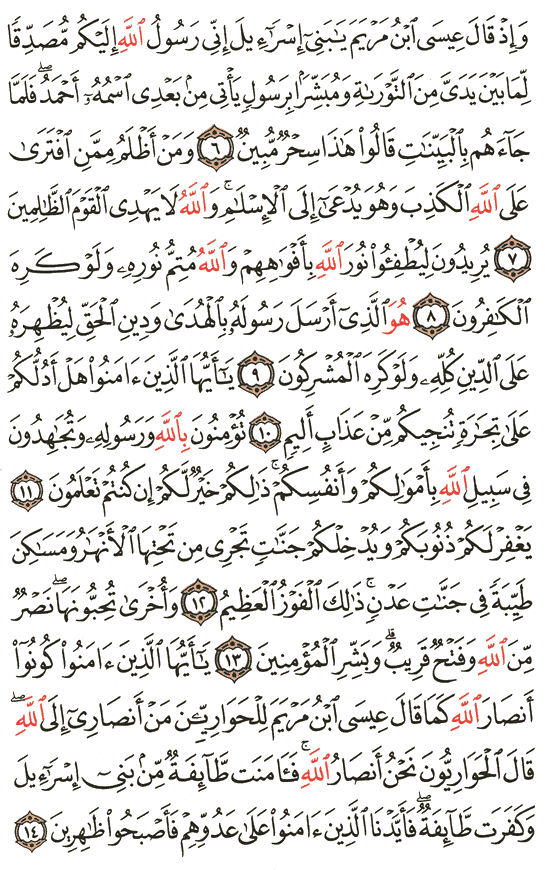 وَإِذْ قَالَ عِيسَى ٱبْنُ مَرْيَمَ يَـٰبَنِىٓ إِسْرَٰٓءِيلَ إِنِّى رَسُولُ ٱللَّهِ إِلَيْكُم مُّصَدِّقًا
لِّمَا بَيْنَ يَدَىَّ مِنَ ٱلتَّوْرَىٰةِ وَمُبَشِّرًۢا بِرَسُولٍ يَأْتِى مِنۢ بَعْدِى ٱسْمُهُۥٓ أَحْمَدُ ۖ فَلَمَّا
جَآءَهُم بِٱلْبَيِّنَـٰتِ قَالُوا۟ هَـٰذَا سِحْرٌ مُّبِينٌ ٦ وَمَنْ أَظْلَمُ مِمَّنِ ٱفْتَرَىٰ
عَلَى ٱللَّهِ ٱلْكَذِبَ وَهُوَ يُدْعَىٰٓ إِلَى ٱلْإِسْلَـٰمِ ۚ وَٱللَّهُ لَا يَهْدِى ٱلْقَوْمَ ٱلظَّـٰلِمِينَ
٧ يُرِيدُونَ لِيُطْفِـُٔوا۟ نُورَ ٱللَّهِ بِأَفْوَٰهِهِمْ وَٱللَّهُ مُتِمُّ نُورِهِۦ وَلَوْ كَرِهَ
ٱلْكَـٰفِرُونَ ٨ هُوَ ٱلَّذِىٓ أَرْسَلَ رَسُولَهُۥ بِٱلْهُدَىٰ وَدِينِ ٱلْحَقِّ لِيُظْهِرَهُۥ
عَلَى ٱلدِّينِ كُلِّهِۦ وَلَوْ كَرِهَ ٱلْمُشْرِكُونَ ٩ يَـٰٓأَيُّهَا ٱلَّذِينَ ءَامَنُوا۟ هَلْ أَدُلُّكُمْ
عَلَىٰ تِجَـٰرَةٍ تُنجِيكُم مِّنْ عَذَابٍ أَلِيمٍ ١٠ تُؤْمِنُونَ بِٱللَّهِ وَرَسُولِهِۦ وَتُجَـٰهِدُونَ
فِى سَبِيلِ ٱللَّهِ بِأَمْوَٰلِكُمْ وَأَنفُسِكُمْ ۚ ذَٰلِكُمْ خَيْرٌ لَّكُمْ إِن كُنتُمْ تَعْلَمُونَ ١١
يَغْفِرْ لَكُمْ ذُنُوبَكُمْ وَيُدْخِلْكُمْ جَنَّـٰتٍ تَجْرِى مِن تَحْتِهَا ٱلْأَنْهَـٰرُ وَمَسَـٰكِنَ
طَيِّبَةً فِى جَنَّـٰتِ عَدْنٍ ۚ ذَٰلِكَ ٱلْفَوْزُ ٱلْعَظِيمُ ١٢ وَأُخْرَىٰ تُحِبُّونَهَا ۖ نَصْرٌ
مِّنَ ٱللَّهِ وَفَتْحٌ قَرِيبٌ ۗ وَبَشِّرِ ٱلْمُؤْمِنِينَ ١٣ يَـٰٓأَيُّهَا ٱلَّذِينَ ءَامَنُوا۟ كُونُوٓا۟
أَنصَارَ ٱللَّهِ كَمَا قَالَ عِيسَى ٱبْنُ مَرْيَمَ لِلْحَوَارِيِّـۧنَ مَنْ أَنصَارِىٓ إِلَى ٱللَّهِ ۖ
قَالَ ٱلْحَوَارِيُّونَ نَحْنُ أَنصَارُ ٱللَّهِ ۖ فَـَٔامَنَت طَّآئِفَةٌ مِّنۢ بَنِىٓ إِسْرَٰٓءِيلَ
وَكَفَرَت طَّآئِفَةٌ ۖ فَأَيَّدْنَا ٱلَّذِينَ ءَامَنُوا۟ عَلَىٰ عَدُوِّهِمْ فَأَصْبَحُوا۟ ظَـٰهِرِينَ ١٤